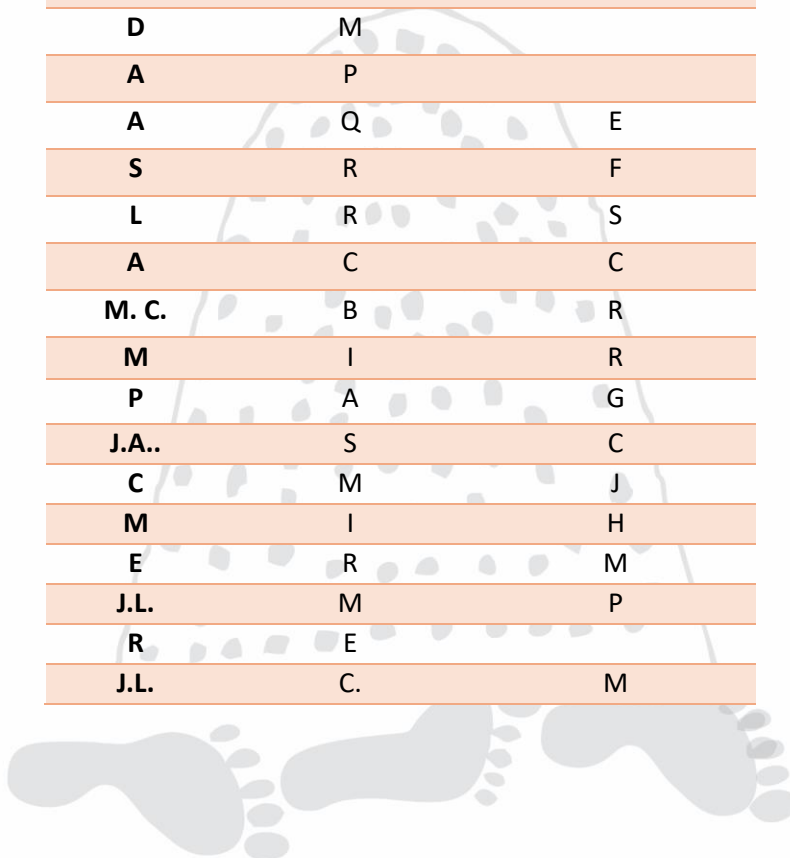 D M
A P
A Q E
S R F
L R S
A C C
M. C. B R
M I R
P A G
J.A.. S C
C M J
M I H
E R M
J.L. M P
R E
J.L. C. M